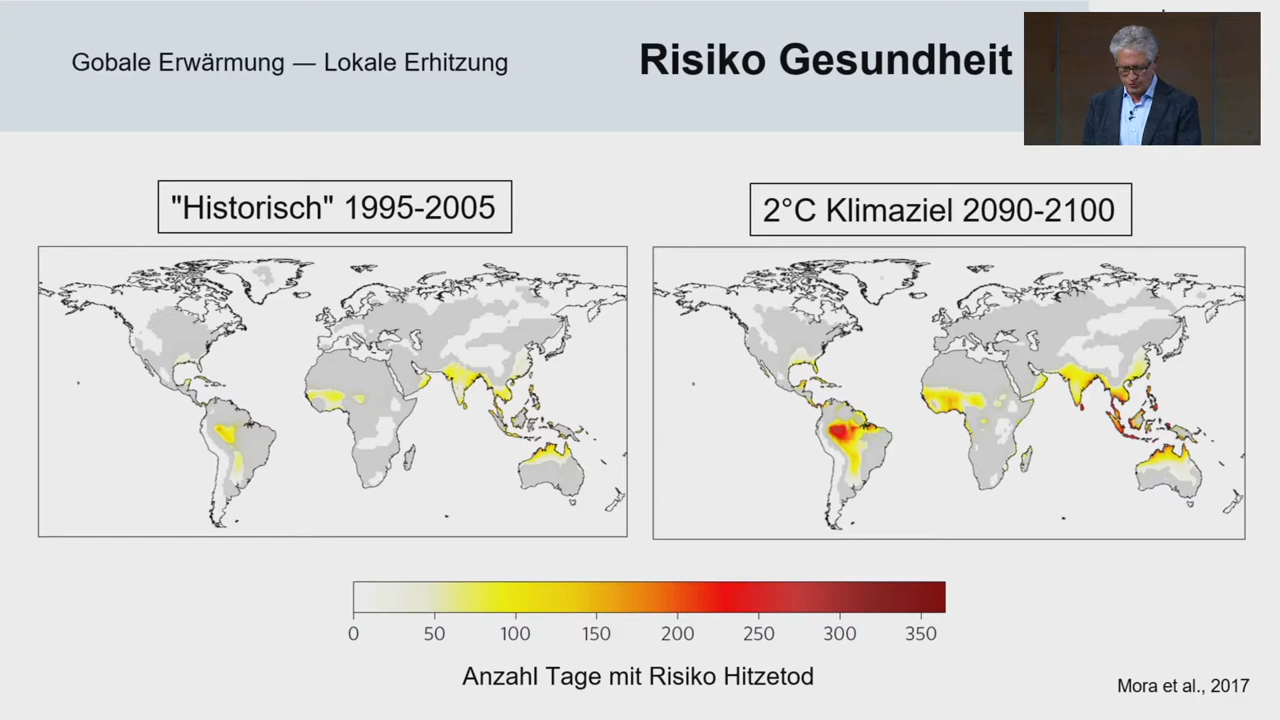 Gobale Erwärmung — Lokale Erhitzung
Risiko Gesundheit
"Historisch" 1995-2005
2°C Klimaziel 2090-2100
0 50 100 150 200 250 300 350
Anzahl Tage mit Risiko Hitzetod
Mora et al., 2017